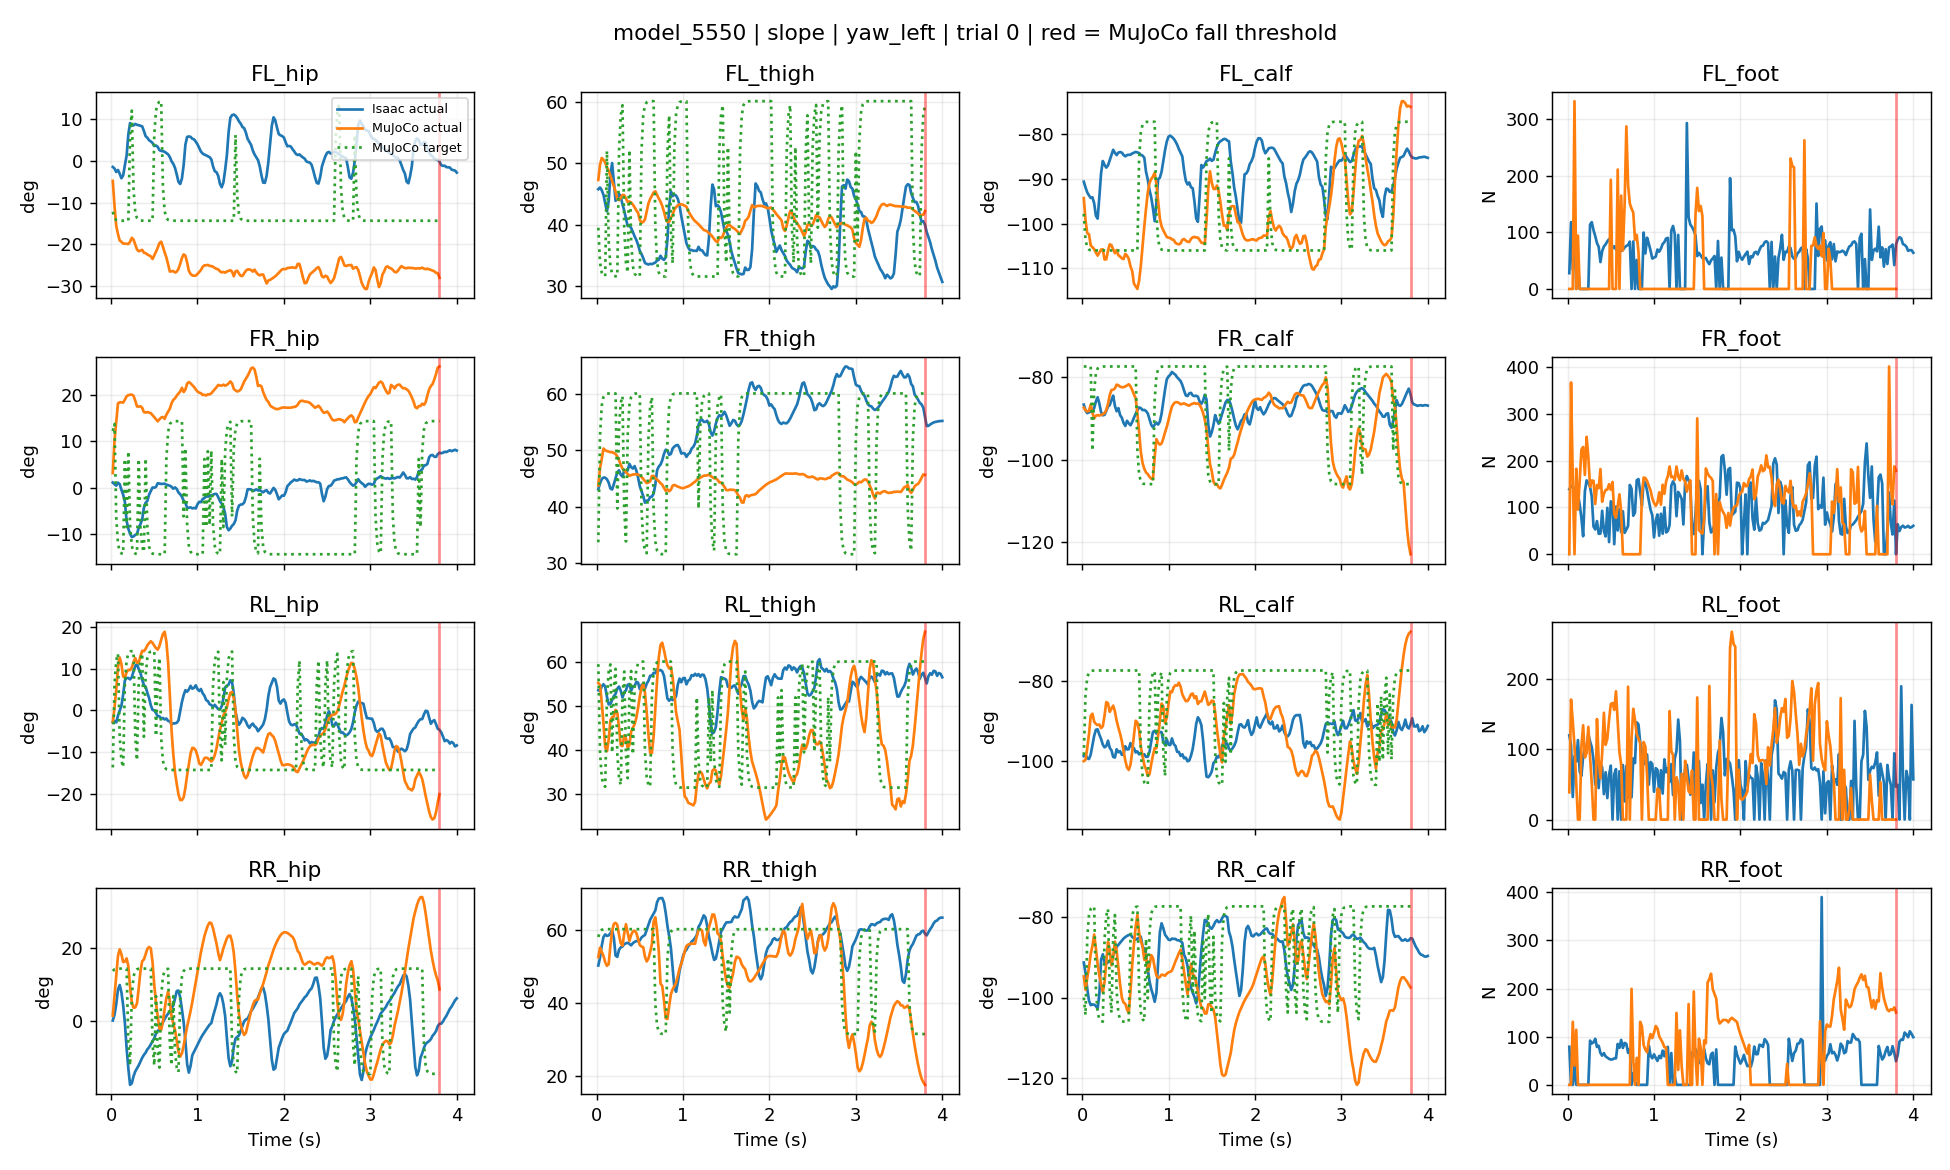 model_5550 | slope | yaw_left | trial 0 | red = MuJoCo fall threshold
FL_hip
FL_thigh
FL_calf
FL_foot
Isaac actual
MuJoCo actual
MuJoCo target
deg
10
0
−10
−20
−30
deg
60
50
40
30
deg
−80
−90
−100
−110
N
300
200
100
0
FR_hip
FR_thigh
FR_calf
FR_foot
deg
20
10
0
−10
deg
60
50
40
30
deg
−80
−100
−120
N
400
300
200
100
0
RL_hip
RL_thigh
RL_calf
RL_foot
deg
20
10
0
−10
−20
deg
60
50
40
30
deg
−80
−100
N
200
100
0
RR_hip
RR_thigh
RR_calf
RR_foot
deg
20
0
deg
60
40
20
deg
−80
−100
−120
N
400
300
200
100
0
0 1 2 3 4
0 1 2 3 4
0 1 2 3 4
0 1 2 3 4
Time (s)
Time (s)
Time (s)
Time (s)